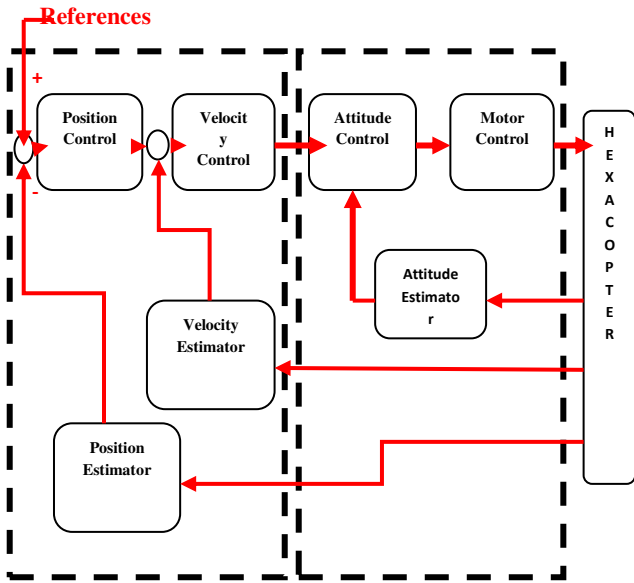 References
+
-
Position
Control
Velocit
y
Control
Attitude
Control
Motor
Control
H
E
X
A
C
O
P
T
E
R
Attitude
Estimato
r
Velocity
Estimator
Position
Estimator